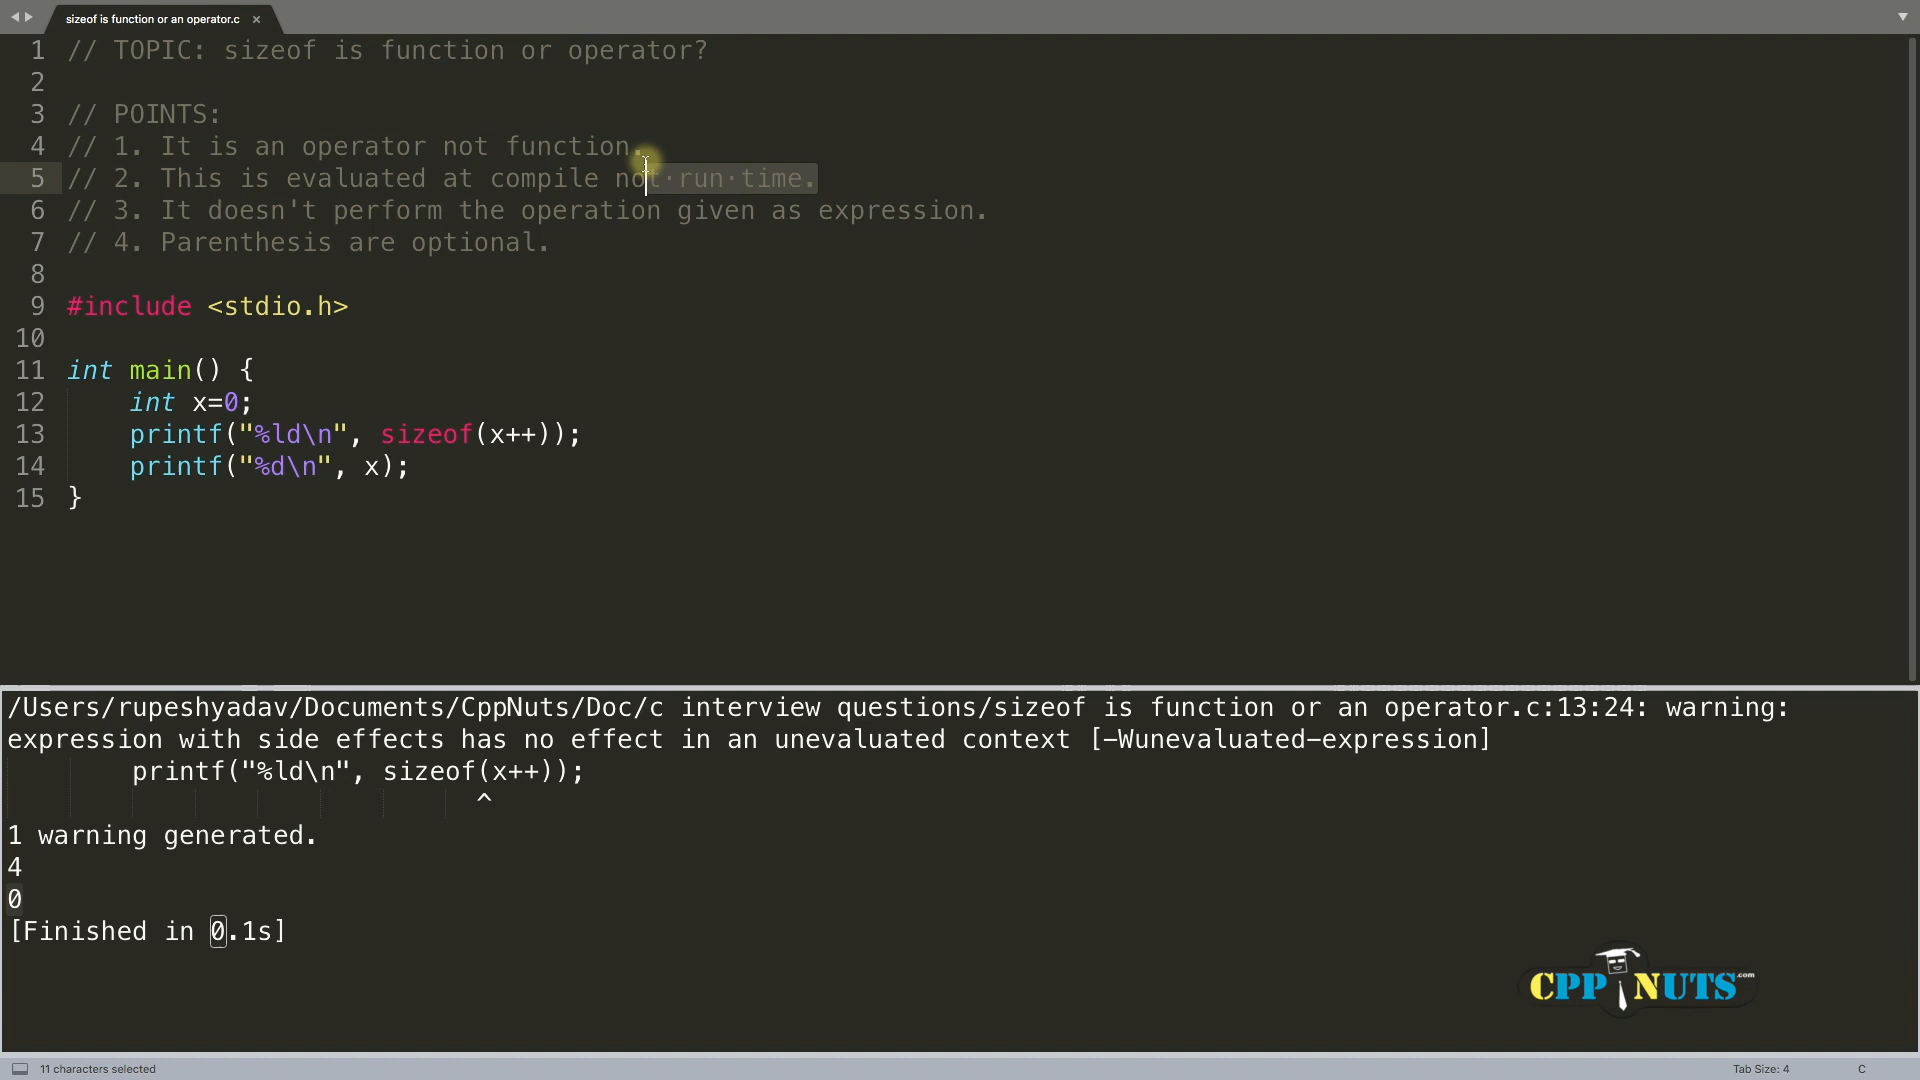 sizeof is function or an operator.c ×
1 // TOPIC: sizeof is function or operator?
2
3 // POINTS:
4 // 1. It is an operator not function.
5 // 2. This is evaluated at compile not·run·time.
6 // 3. It doesn't perform the operation given as expression.
7 // 4. Parenthesis are optional.
8
9 #include <stdio.h>
10
11 int main() {
12 int x=0;
13 printf("%ld\n", sizeof(x++));
14 printf("%d\n", x);
15 }
/Users/rupeshyadav/Documents/CppNuts/Doc/c interview questions/sizeof is function or an operator.c:13:24: warning:
expression with side effects has no effect in an unevaluated context [-Wunevaluated-expression]
printf("%ld\n", sizeof(x++));
^
1 warning generated.
4
0
[Finished in 0.1s]
CPP NUTS .com
11 characters selected Tab Size: 4 C